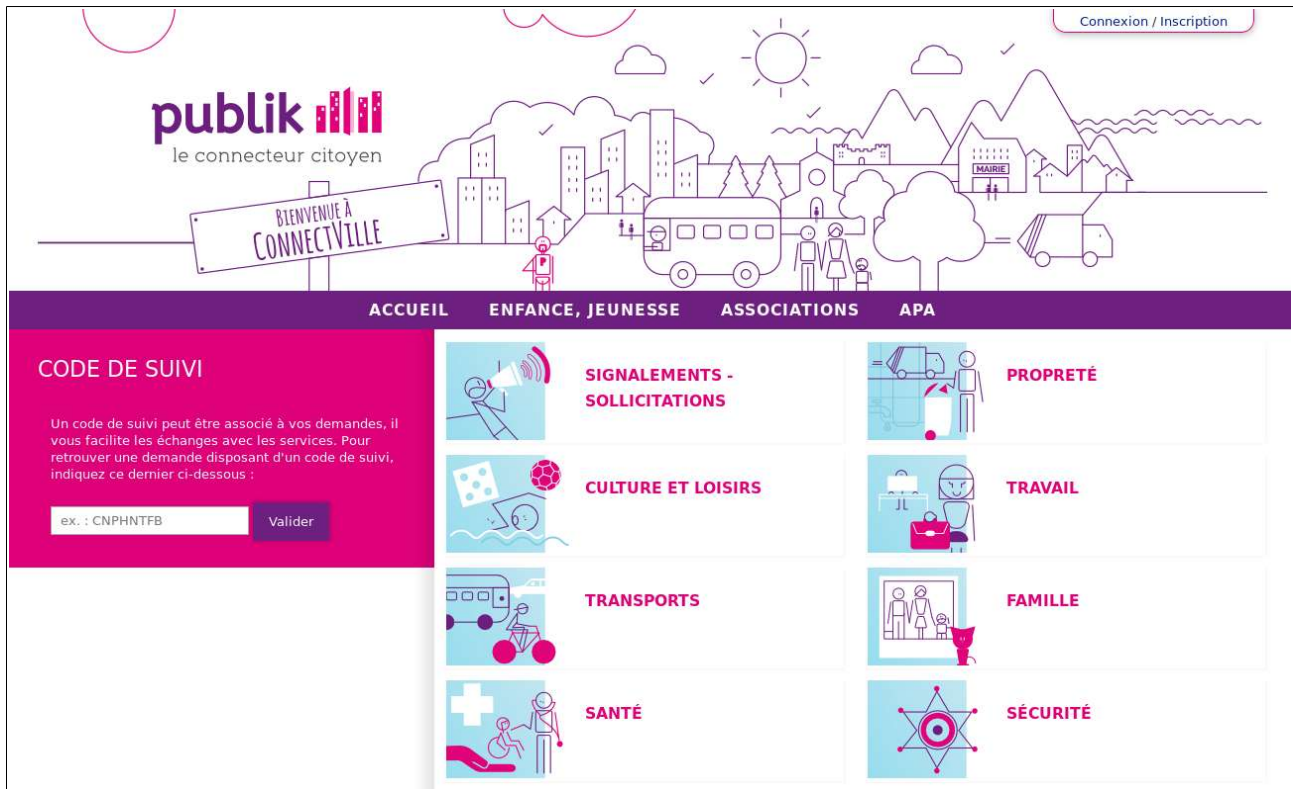 Connexion / Inscription
publik
le connecteur citoyen
MAIRIE
BIENVENUE À
CONNECTVILLE
P
ACCUEIL ENFANCE, JEUNESSE ASSOCIATIONS APA
CODE DE SUIVI
Un code de suivi peut être associé à vos demandes, il
vous facilite les échanges avec les services. Pour
retrouver une demande disposant d'un code de suivi,
indiquez ce dernier ci-dessous :
ex. : CNPHNTFB Valider
SIGNALEMENTS -
SOLLICITATIONS
PROPRETÉ
CULTURE ET LOISIRS
TRAVAIL
TRANSPORTS
FAMILLE
SANTÉ
SÉCURITÉ